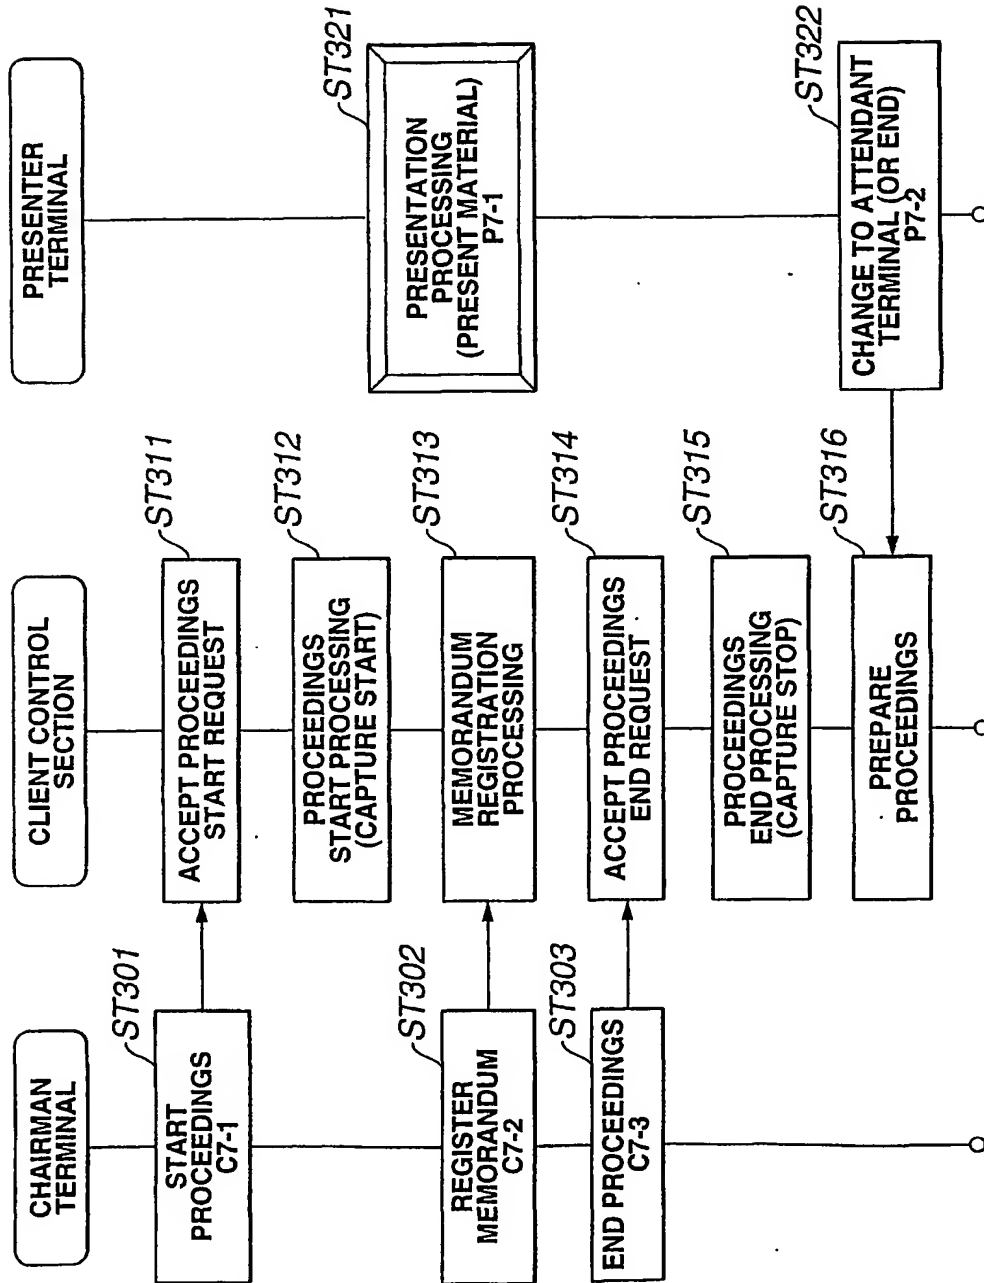 CHAIRMAN
TERMINAL
ST301
START
PROCEEDINGS
C7-1
ST302
REGISTER
MEMORANDUM
C7-2
ST303
END PROCEEDINGS
C7-3
CLIENT CONTROL
SECTION
ST311
ACCEPT PROCEEDINGS
START REQUEST
ST312
PROCEEDINGS
START PROCESSING
(CAPTURE START)
ST313
MEMORANDUM
REGISTRATION
PROCESSING
ST314
ACCEPT PROCEEDINGS
END REQUEST
ST315
PROCEEDINGS
END PROCESSING
(CAPTURE STOP)
ST316
PREPARE
PROCEEDINGS
PRESENTER
TERMINAL
ST321
PRESENTATION
PROCESSING
(PRESENT MATERIAL)
P7-1
ST322
CHANGE TO ATTENDANT
TERMINAL (OR END)
P7-2